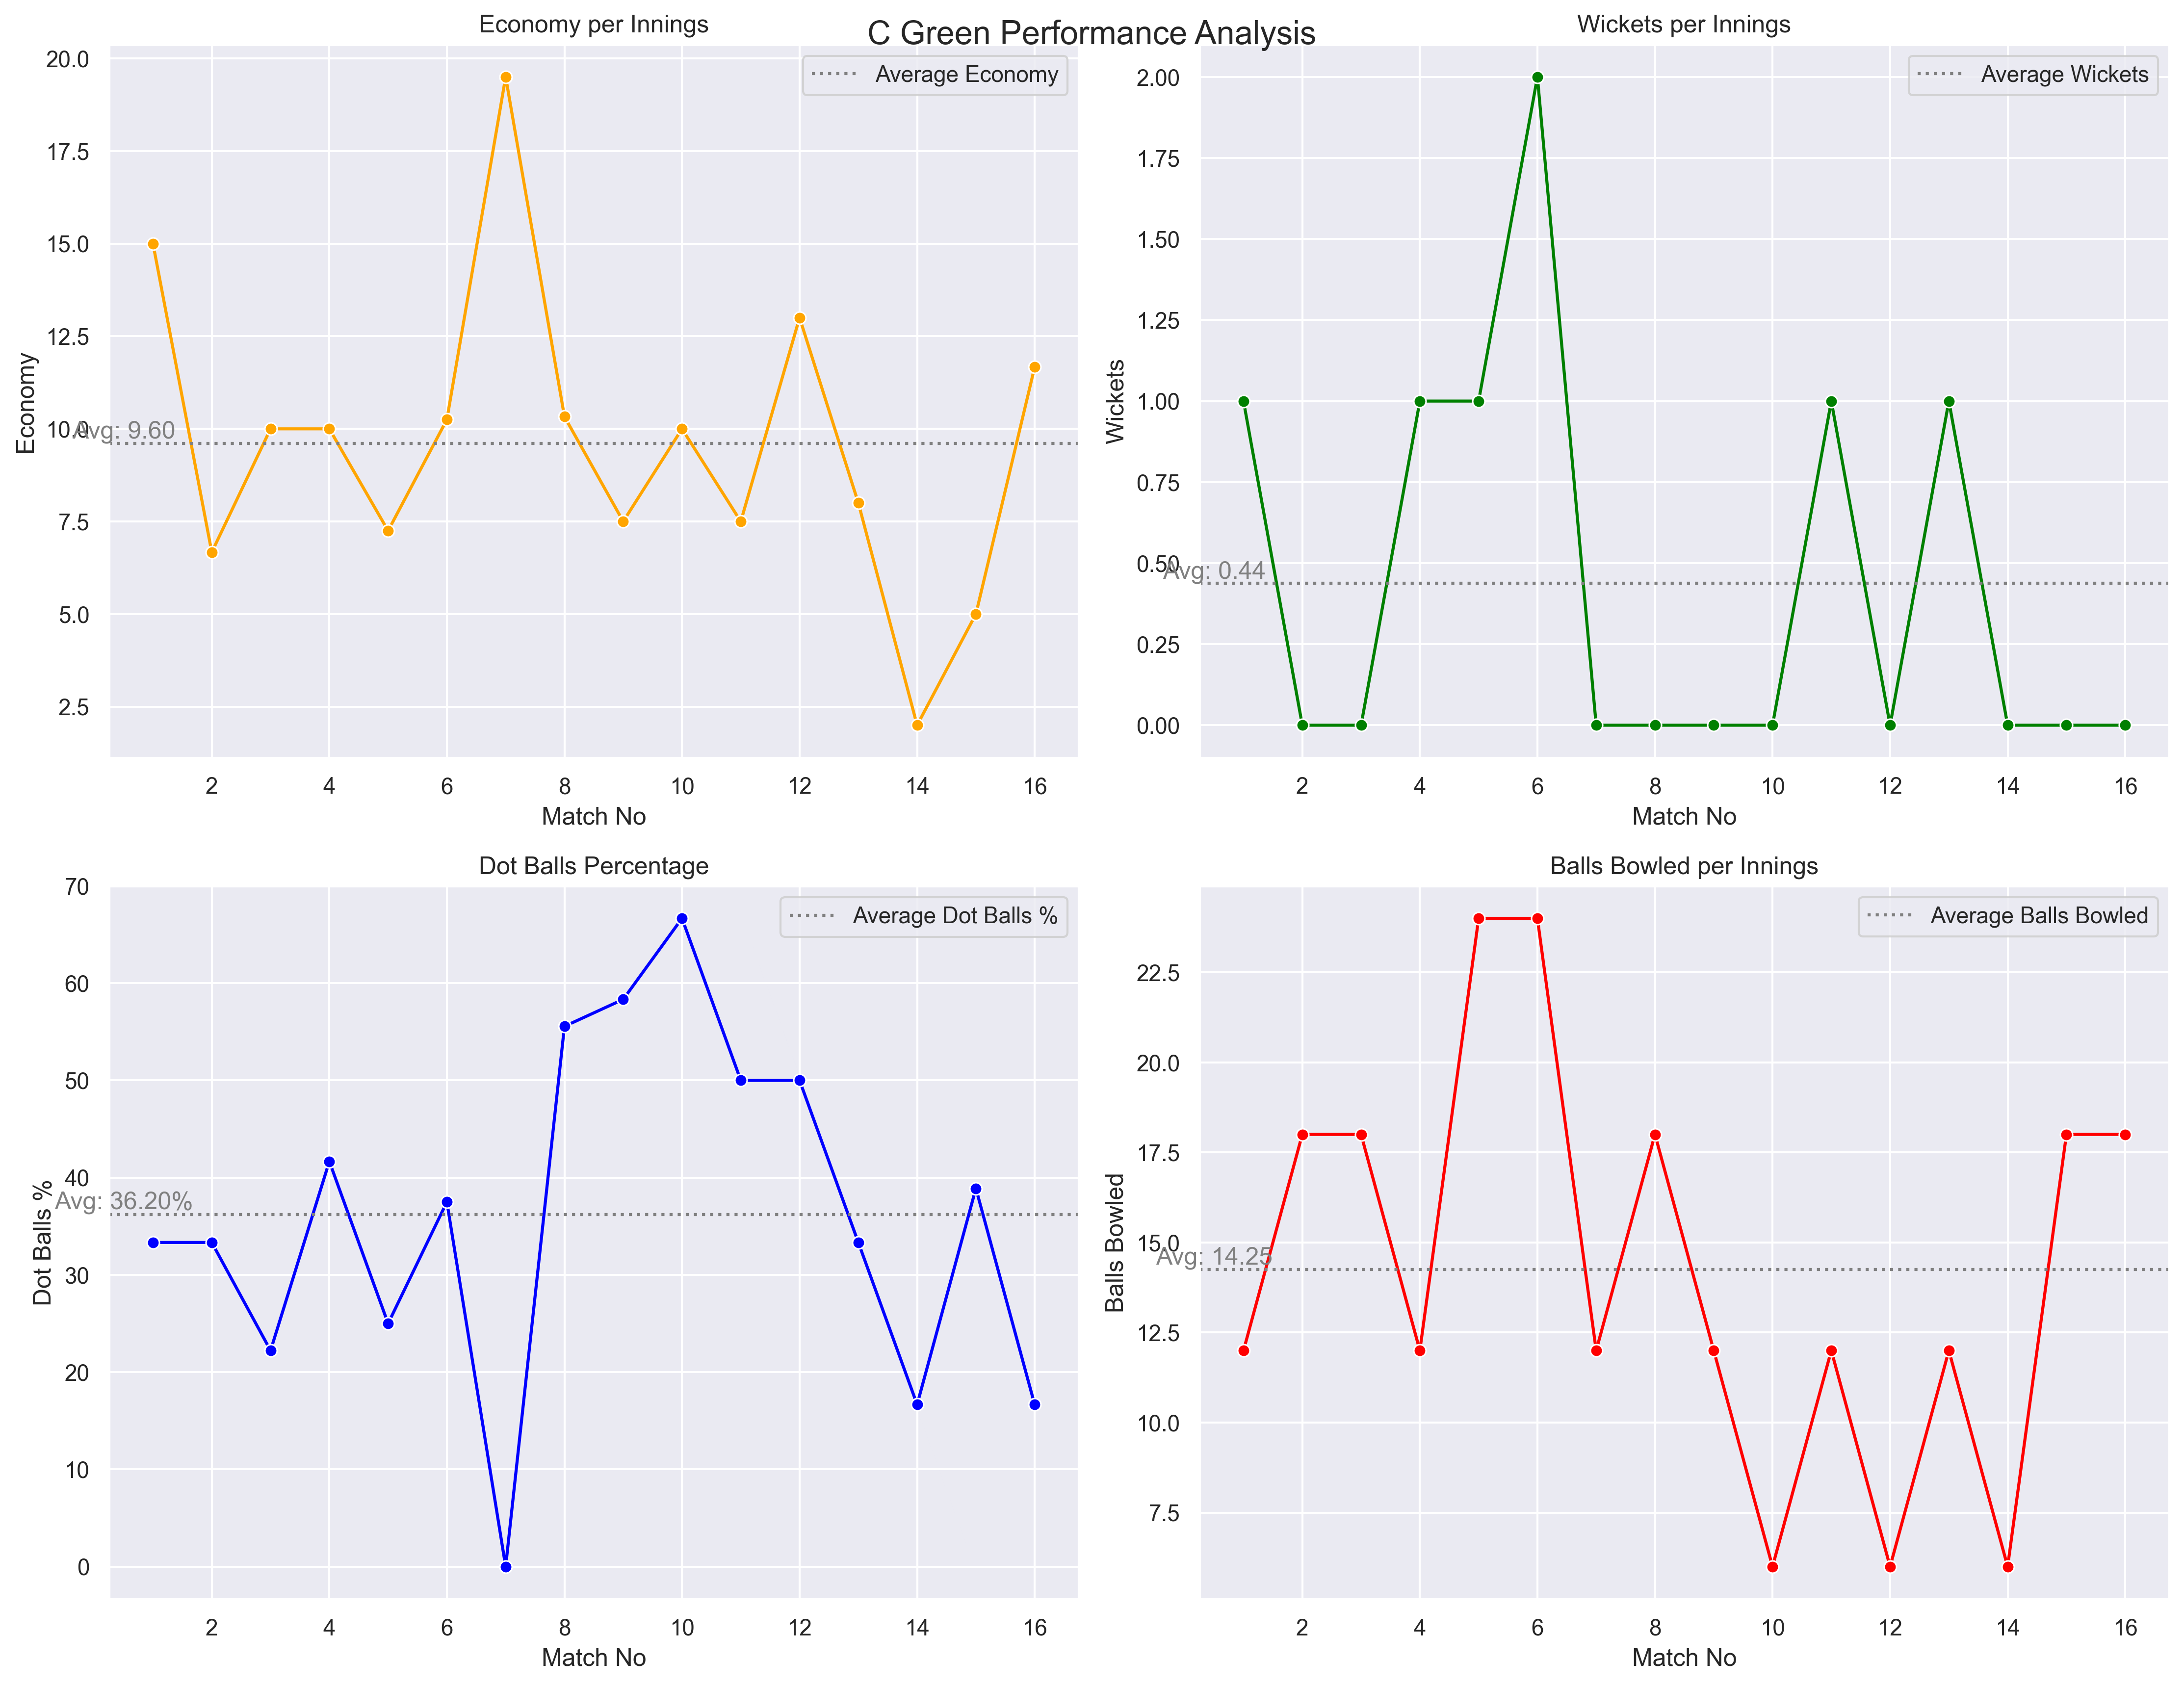 C Green Performance Analysis
Economy per Innings
Average Economy
Economy
20.0
17.5
15.0
12.5
10.0
7.5
5.0
2.5
Avg: 9.60
2 4 6 8 10 12 14 16
Match No
Wickets per Innings
Average Wickets
Wickets
2.00
1.75
1.50
1.25
1.00
0.75
0.50
0.25
0.00
Avg: 0.44
2 4 6 8 10 12 14 16
Match No
Dot Balls Percentage
Average Dot Balls %
Dot Balls %
70
60
50
40
30
20
10
0
Avg: 36.20%
2 4 6 8 10 12 14 16
Match No
Balls Bowled per Innings
Average Balls Bowled
Balls Bowled
22.5
20.0
17.5
15.0
12.5
10.0
7.5
Avg: 14.25
2 4 6 8 10 12 14 16
Match No